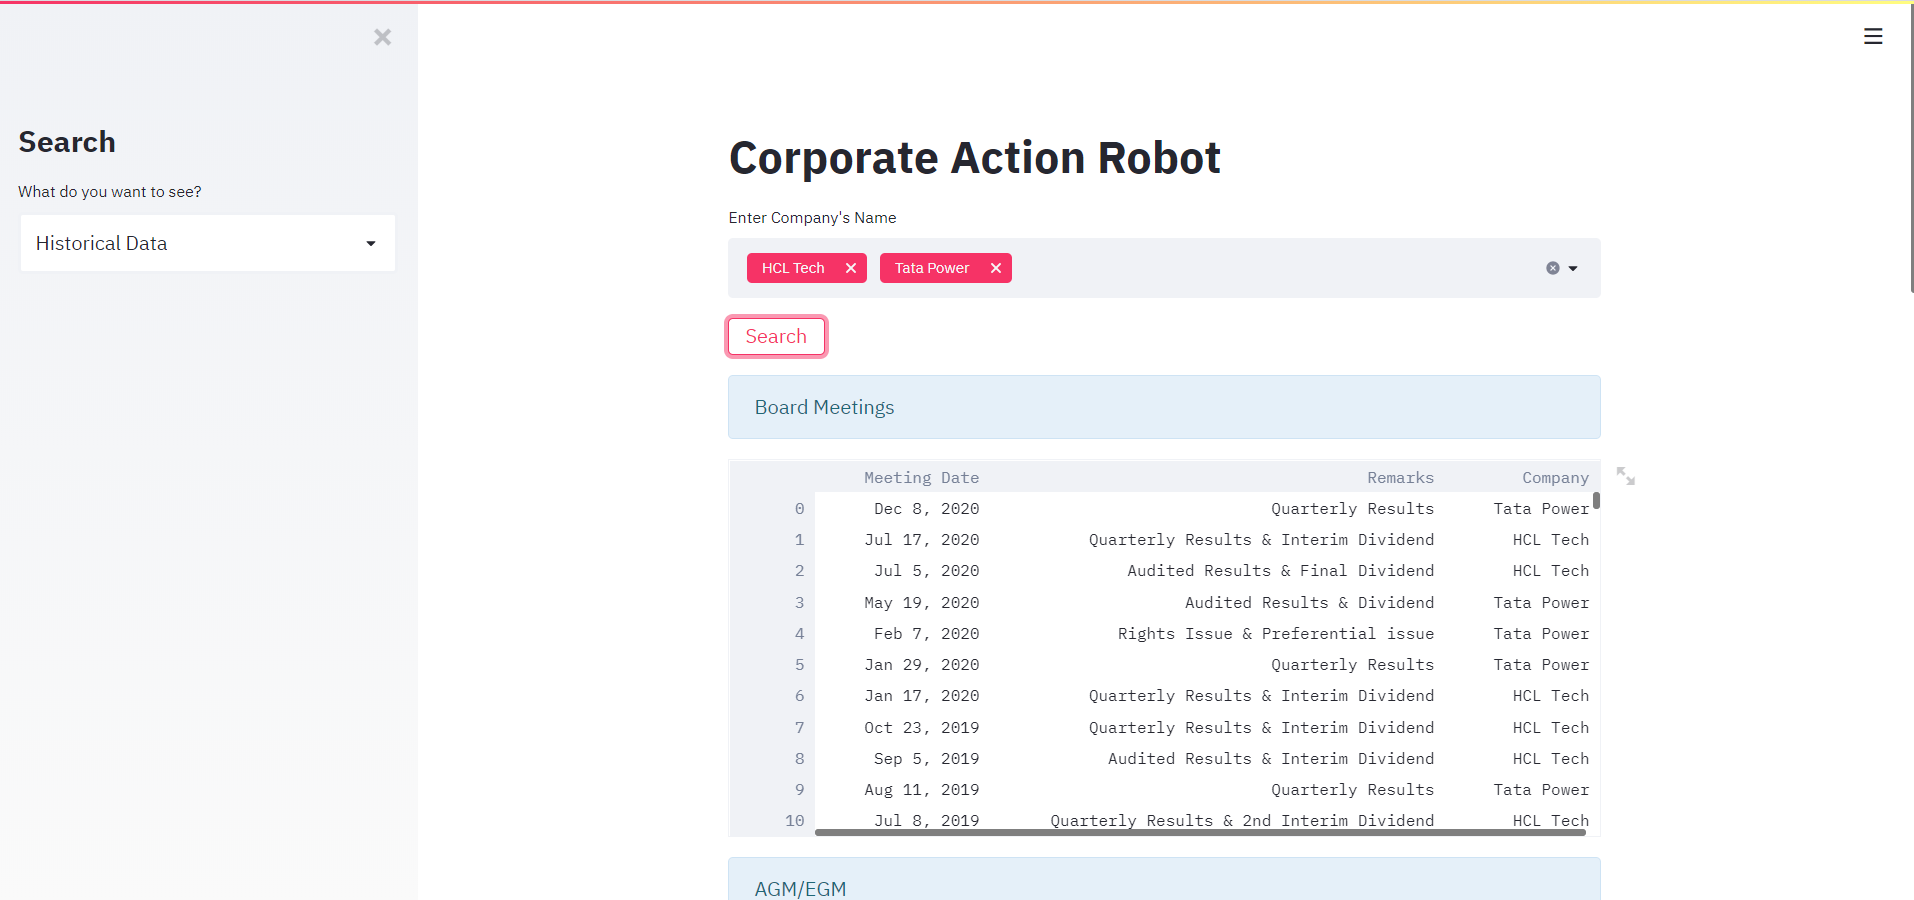 Search
What do you want to see?
Historical Data
Corporate Action Robot
Enter Company's Name
HCL Tech Tata Power
Search
Board Meetings
Meeting Date Remarks Company
0 Dec 8, 2020 Quarterly Results Tata Power
1 Jul 17, 2020 Quarterly Results & Interim Dividend HCL Tech
2 Jul 5, 2020 Audited Results & Final Dividend HCL Tech
3 May 19, 2020 Audited Results & Dividend Tata Power
4 Feb 7, 2020 Rights Issue & Preferential issue Tata Power
5 Jan 29, 2020 Quarterly Results Tata Power
6 Jan 17, 2020 Quarterly Results & Interim Dividend HCL Tech
7 Oct 23, 2019 Quarterly Results & Interim Dividend HCL Tech
8 Sep 5, 2019 Audited Results & Interim Dividend HCL Tech
9 Aug 11, 2019 Quarterly Results Tata Power
10 Jul 8, 2019 Quarterly Results & 2nd Interim Dividend HCL Tech
AGM/EGM